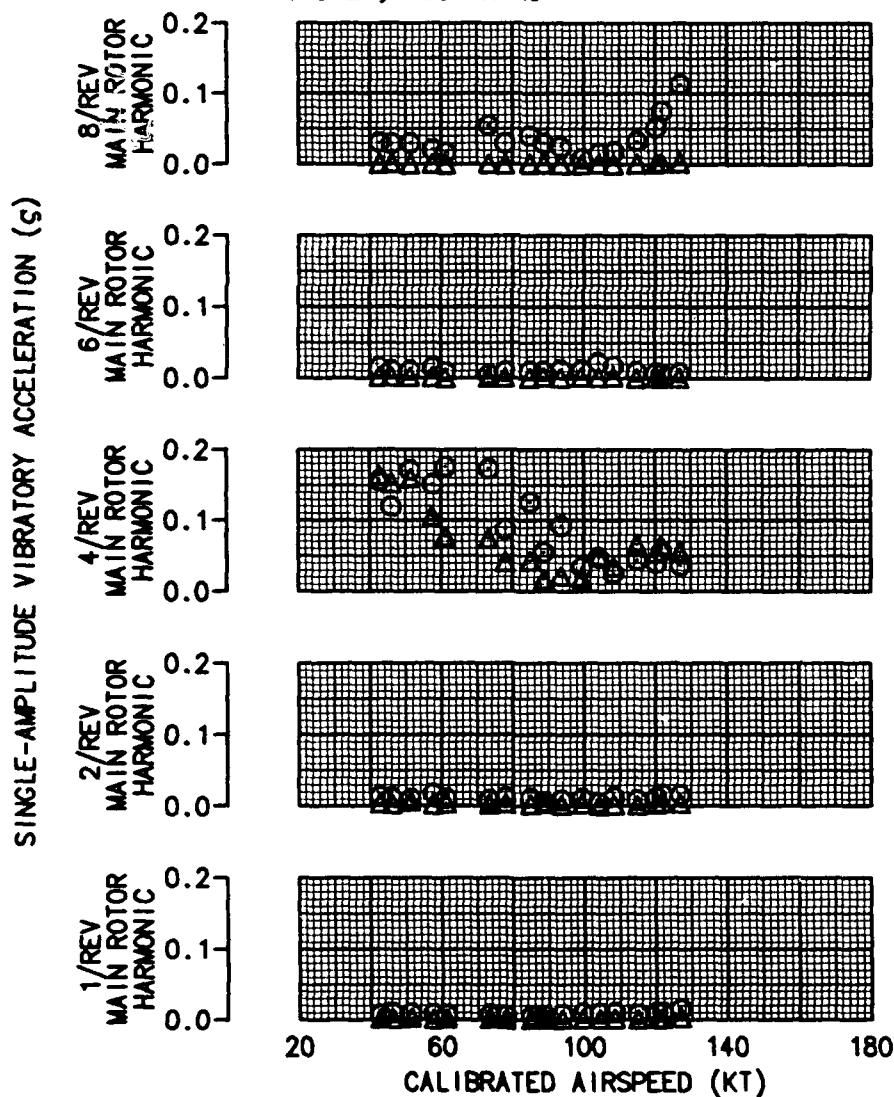 8/REV
MAIN ROTOR
HARMONIC
0.2
0.1
0.0
6/REV
MAIN ROTOR
HARMONIC
0.2
0.1
0.0
SINGLE-AMPLITUDE VIBRATORY ACCELERATION (g)
4/REV
MAIN ROTOR
HARMONIC
0.2
0.1
0.0
2/REV
MAIN ROTOR
HARMONIC
0.2
0.1
0.0
1/REV
MAIN ROTOR
HARMONIC
0.2
0.1
0.0
20 60 100 140 180
CALIBRATED AIRSPEED (KT)